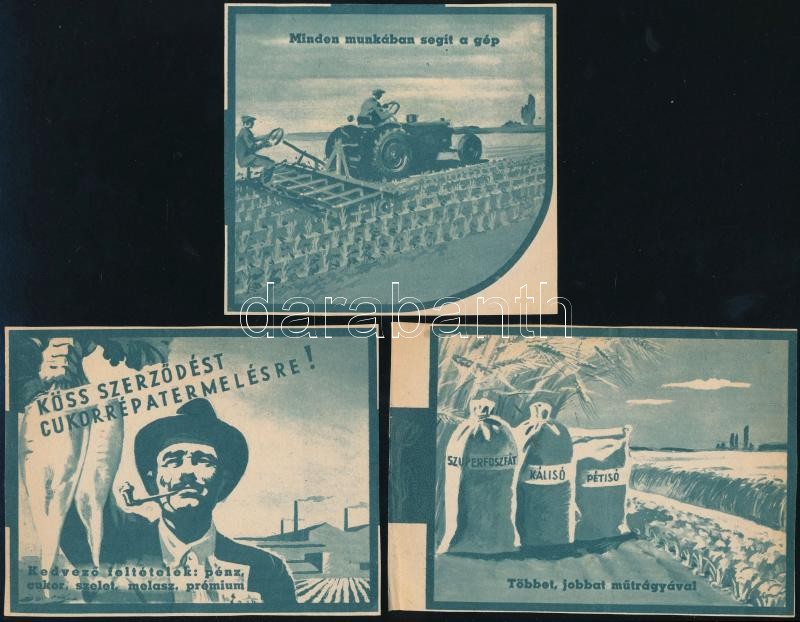 Minden munkában segit a gép
darabanth
KÖSS SZERZŐDÉST
CUKORRÉPATERMELÉSRE!
Kedvező feltételek: pénz,
cukor, szelet, melasz, prémium
SZUPERFOSZFÁT
KÁLISÓ
PÉTISÓ
Többet, jobbat műtrágyával